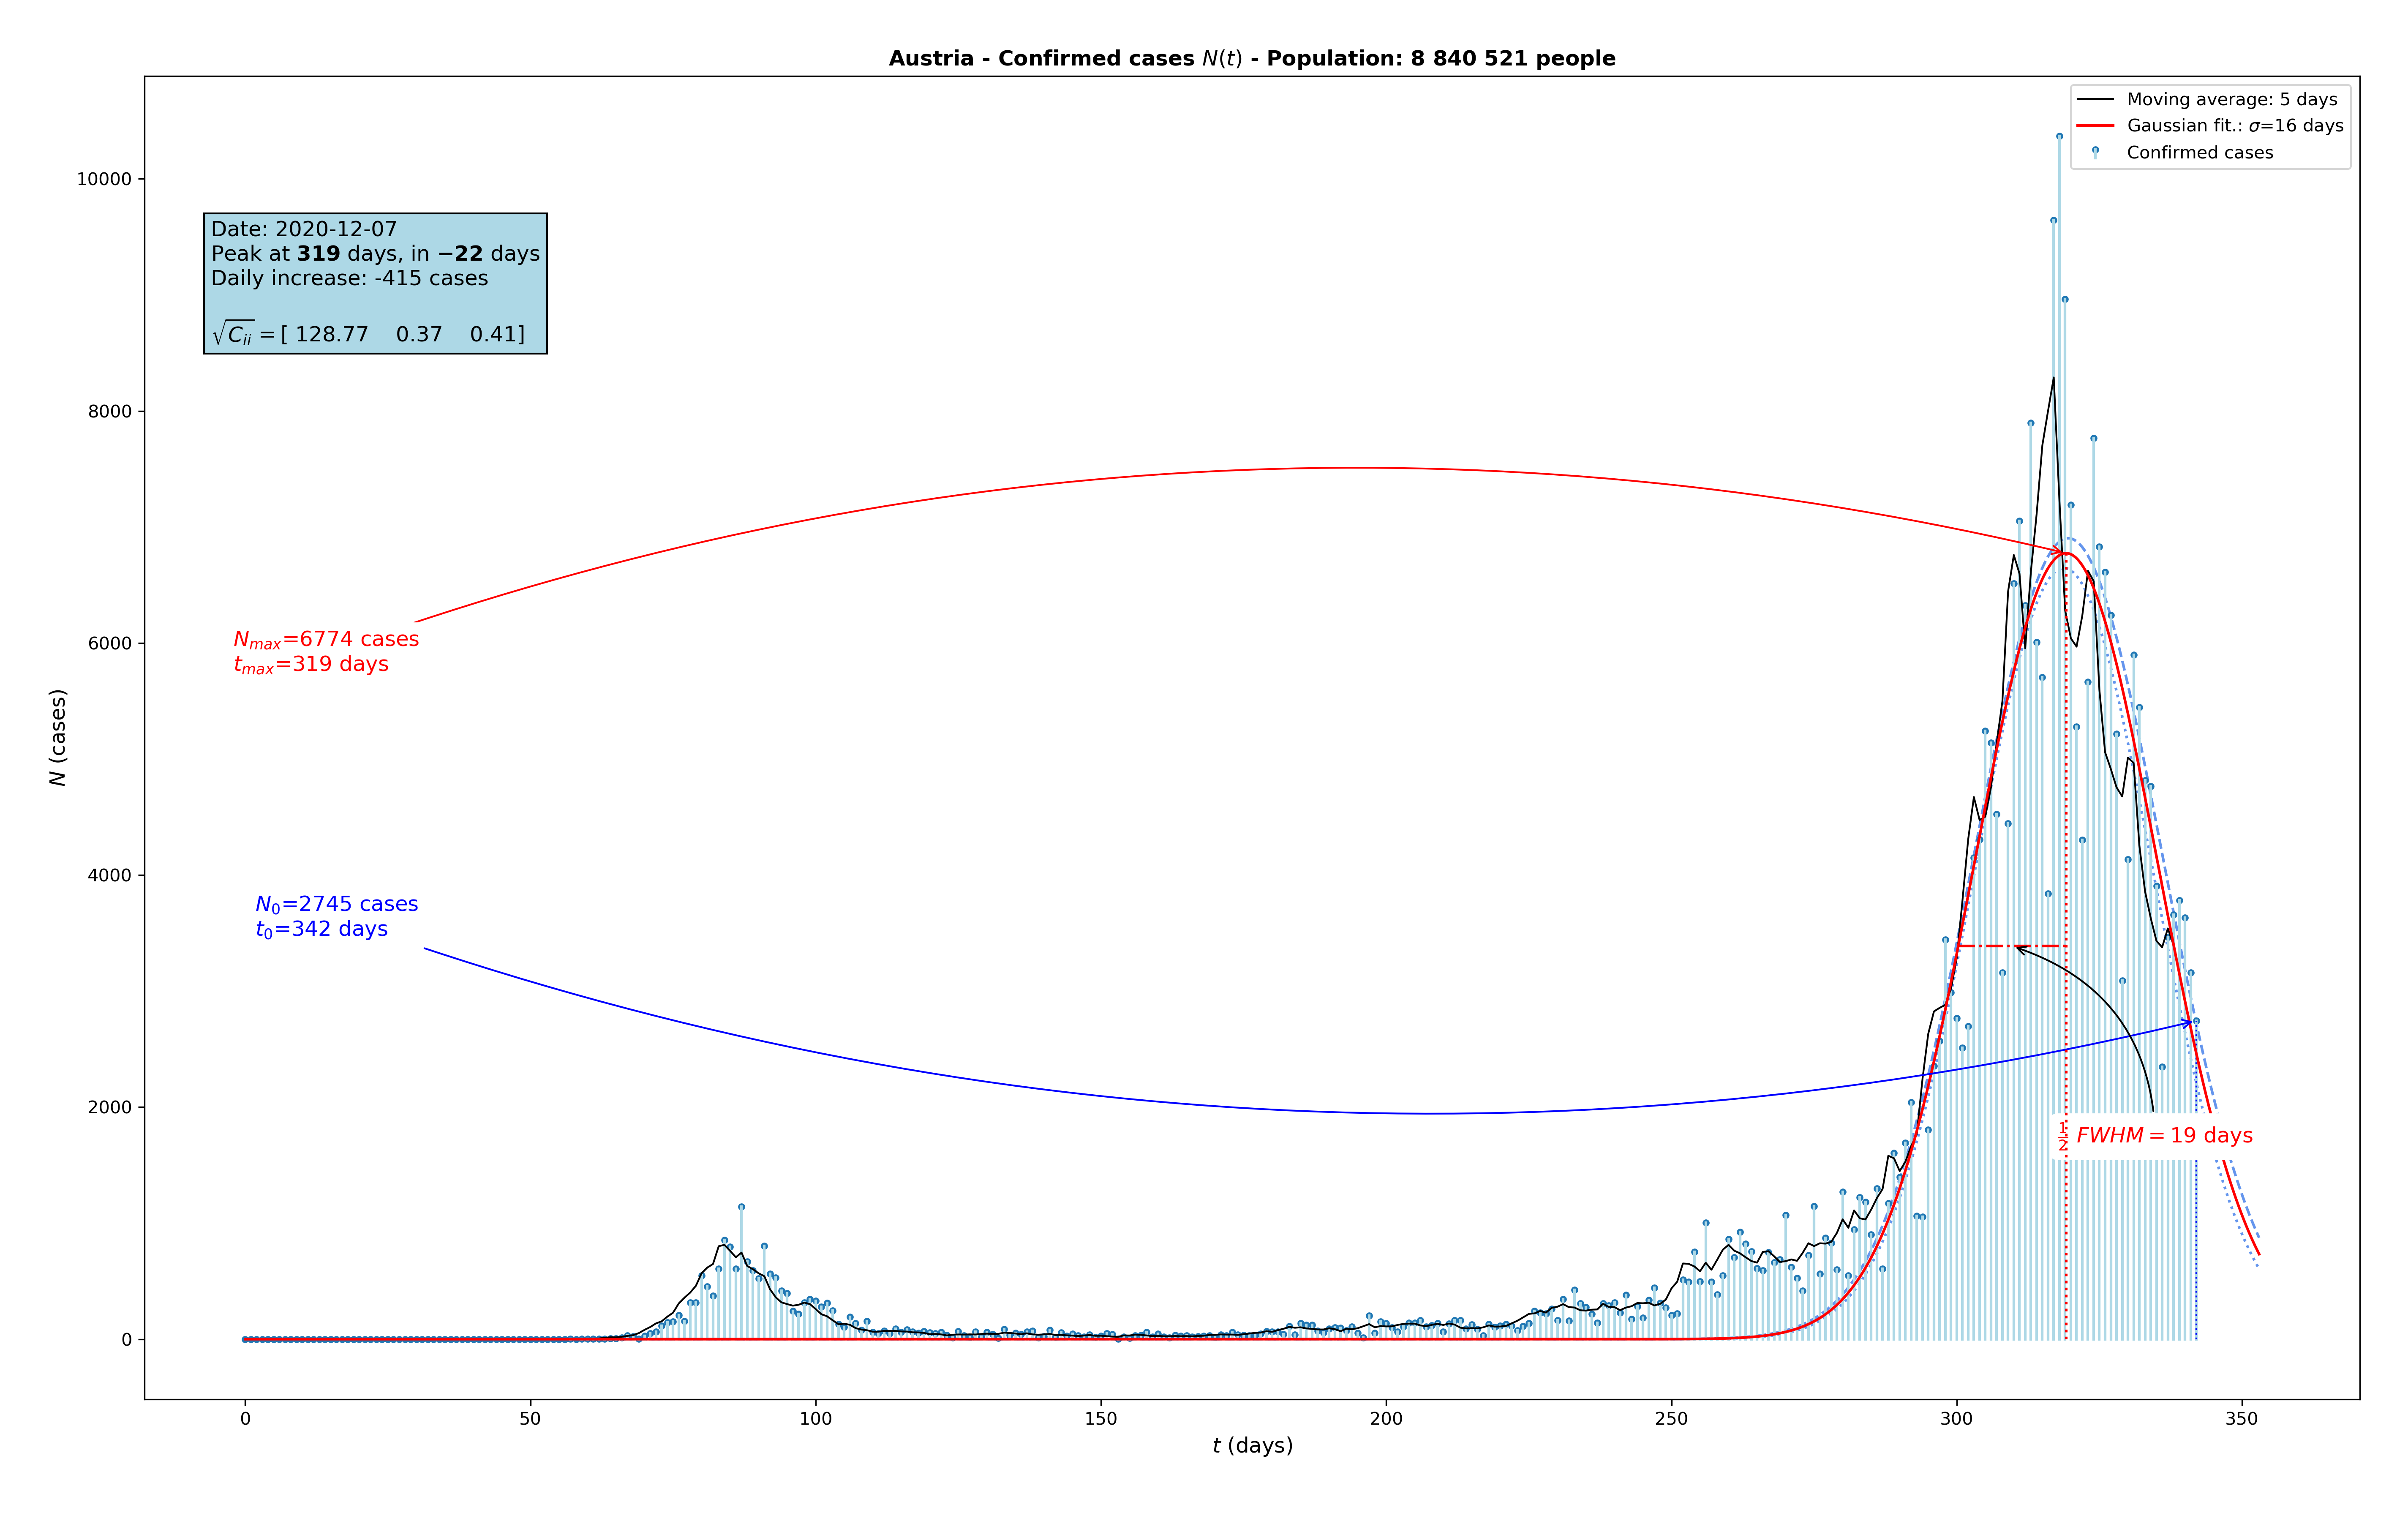 Austria - Confirmed cases N(t) - Population: 8 840 521 people
Moving average: 5 days
Gaussian fit.: σ=16 days
Confirmed cases
Date: 2020-12-07
Peak at 319 days, in −22 days
Daily increase: -415 cases
√C_ii = [ 128.77 0.37 0.41]
N_max=6774 cases
t_max=319 days
N_0=2745 cases
t_0=342 days
½ FWHM = 19 days
N (cases)
10000
8000
6000
4000
2000
0
0 50 100 150 200 250 300 350
t (days)